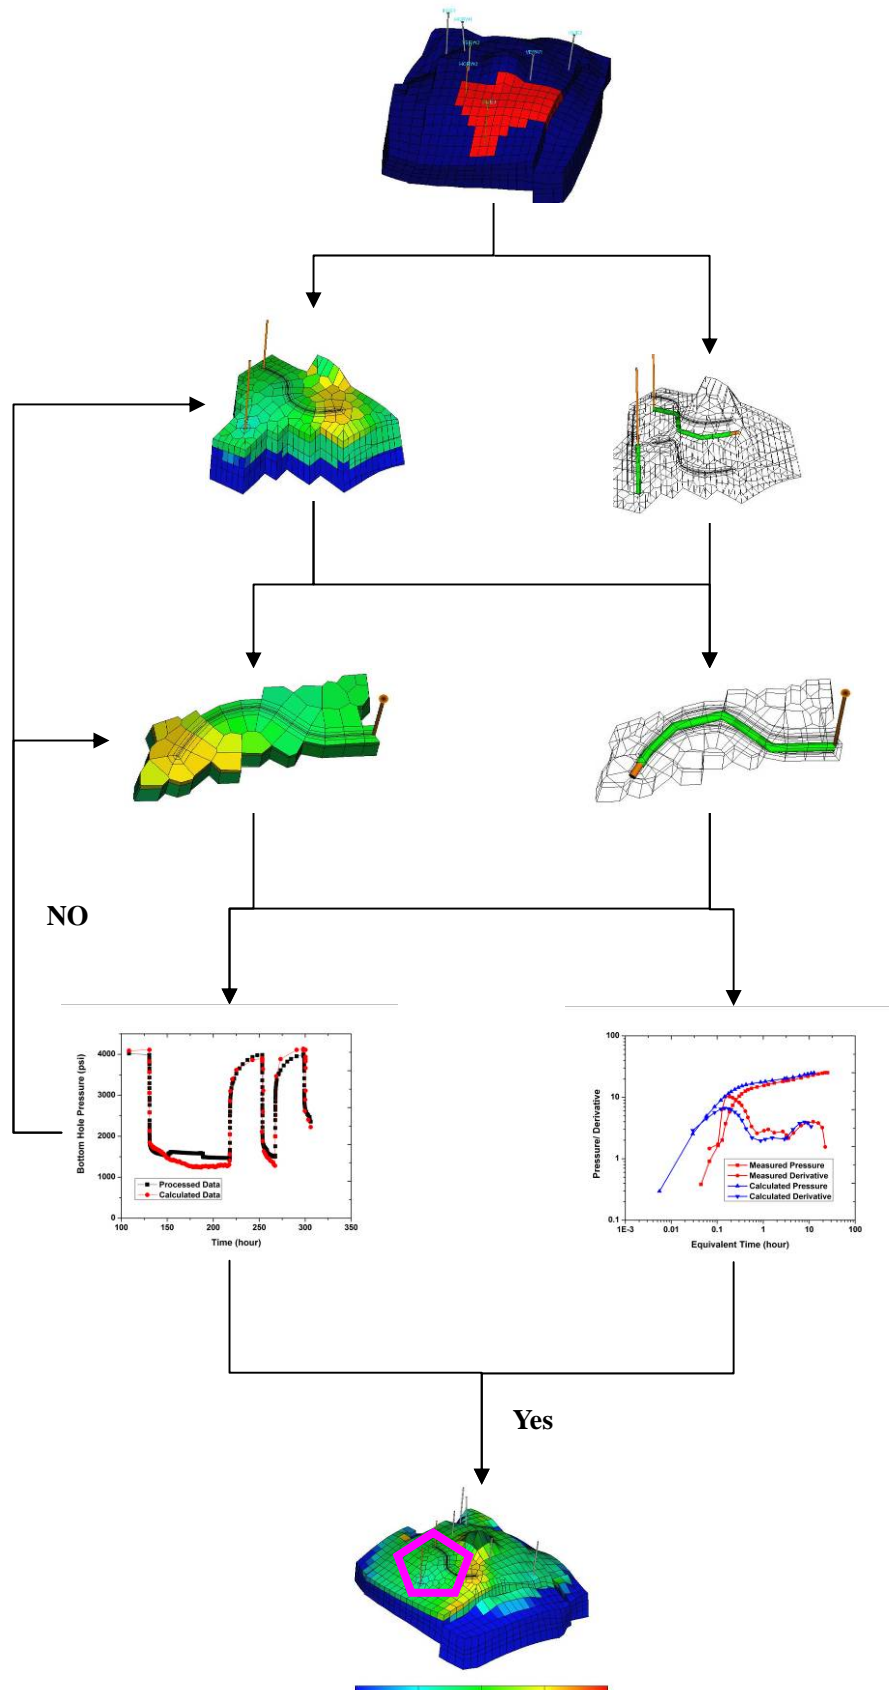 NO
4000
3000
2000
1000
0
100
150
200
250
300
350
Bottom Hole Pressure (psi)
Processed Data
Calculated Data
Time (hour)
100
10
1
0.1
1E-3
0.01
0.1
1
10
100
Pressure/ Derivative
Measured Pressure
Measured Derivative
Calculated Pressure
Calculated Derivative
Equivalent Time (hour)
Yes